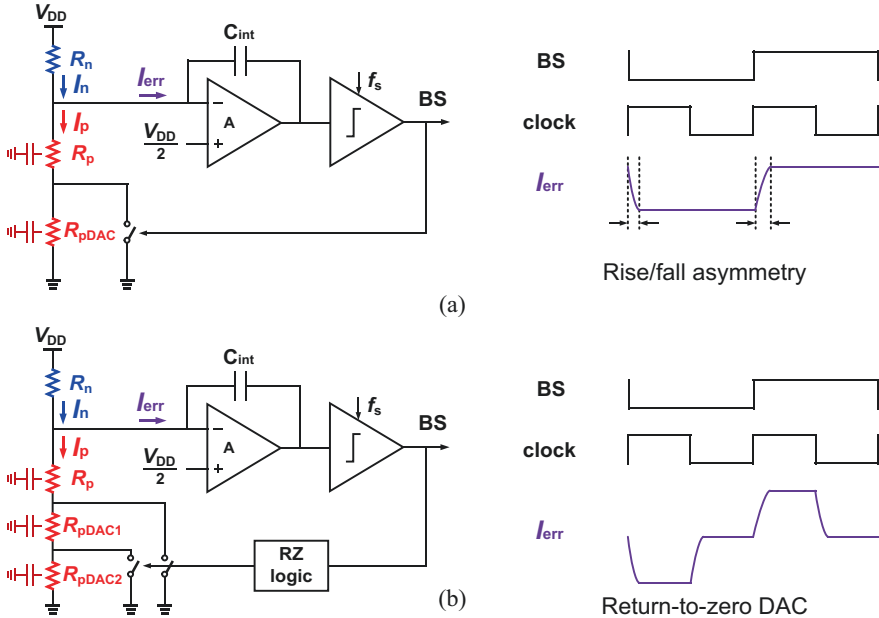 VDD
Rn
In
Ierr
Ip
Rp
RpDAC
Cint
A
VDD/2
fs
BS
BS
clock
Ierr
Rise/fall asymmetry
(a)
VDD
Rn
In
Ierr
Ip
Rp
RpDAC1
RpDAC2
Cint
A
VDD/2
fs
BS
RZ
logic
BS
clock
Ierr
Return-to-zero DAC
(b)